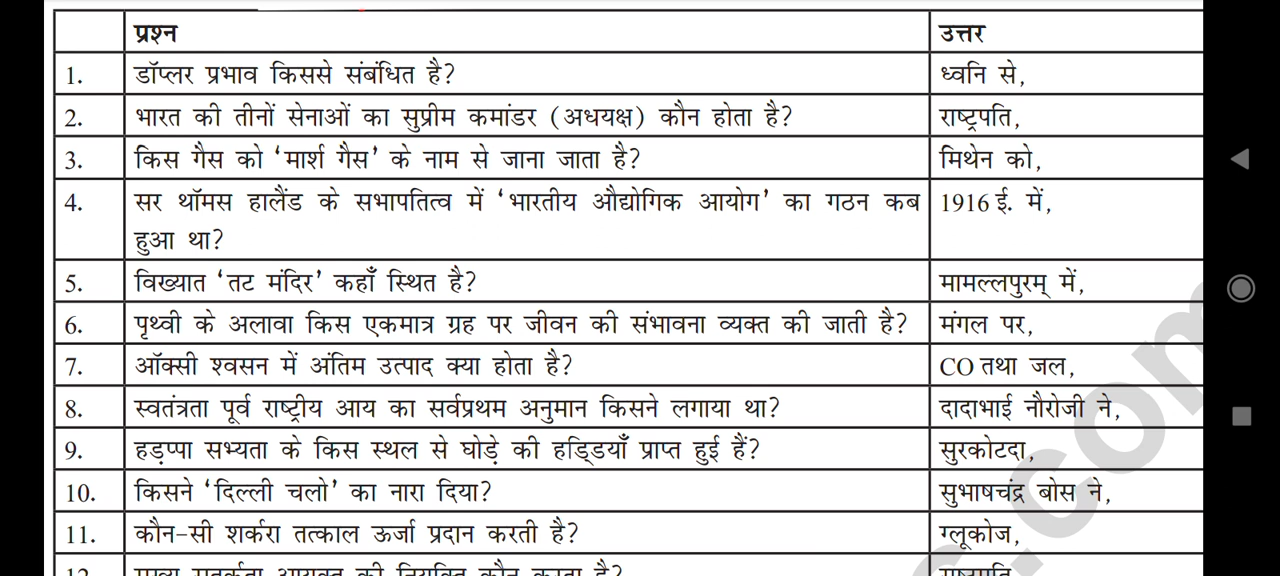 प्रश्न उत्तर
1. डॉप्लर प्रभाव किससे संबंधित है? ध्वनि से,
2. भारत की तीनों सेनाओं का सुप्रीम कमांडर (अधयक्ष) कौन होता है? राष्ट्रपति,
3. किस गैस को ‘मार्श गैस’ के नाम से जाना जाता है? मिथेन को,
4. सर थॉमस हालैंड के सभापतित्व में ‘भारतीय औद्योगिक आयोग’ का गठन कब 1916 ई. में,
हुआ था?
5. विख्यात ‘तट मंदिर’ कहाँ स्थित है? मामल्लपुरम् में,
6. पृथ्वी के अलावा किस एकमात्र ग्रह पर जीवन की संभावना व्यक्त की जाती है? मंगल पर,
7. ऑक्सी श्वसन में अंतिम उत्पाद क्या होता है? CO तथा जल,
8. स्वतंत्रता पूर्व राष्ट्रीय आय का सर्वप्रथम अनुमान किसने लगाया था? दादाभाई नौरोजी ने,
9. हड़प्पा सभ्यता के किस स्थल से घोड़े की हड्डियाँ प्राप्त हुई हैं? सुरकोटदा,
10. किसने ‘दिल्ली चलो’ का नारा दिया? सुभाषचंद्र बोस ने,
11. कौन-सी शर्करा तत्काल ऊर्जा प्रदान करती है? ग्लूकोज,